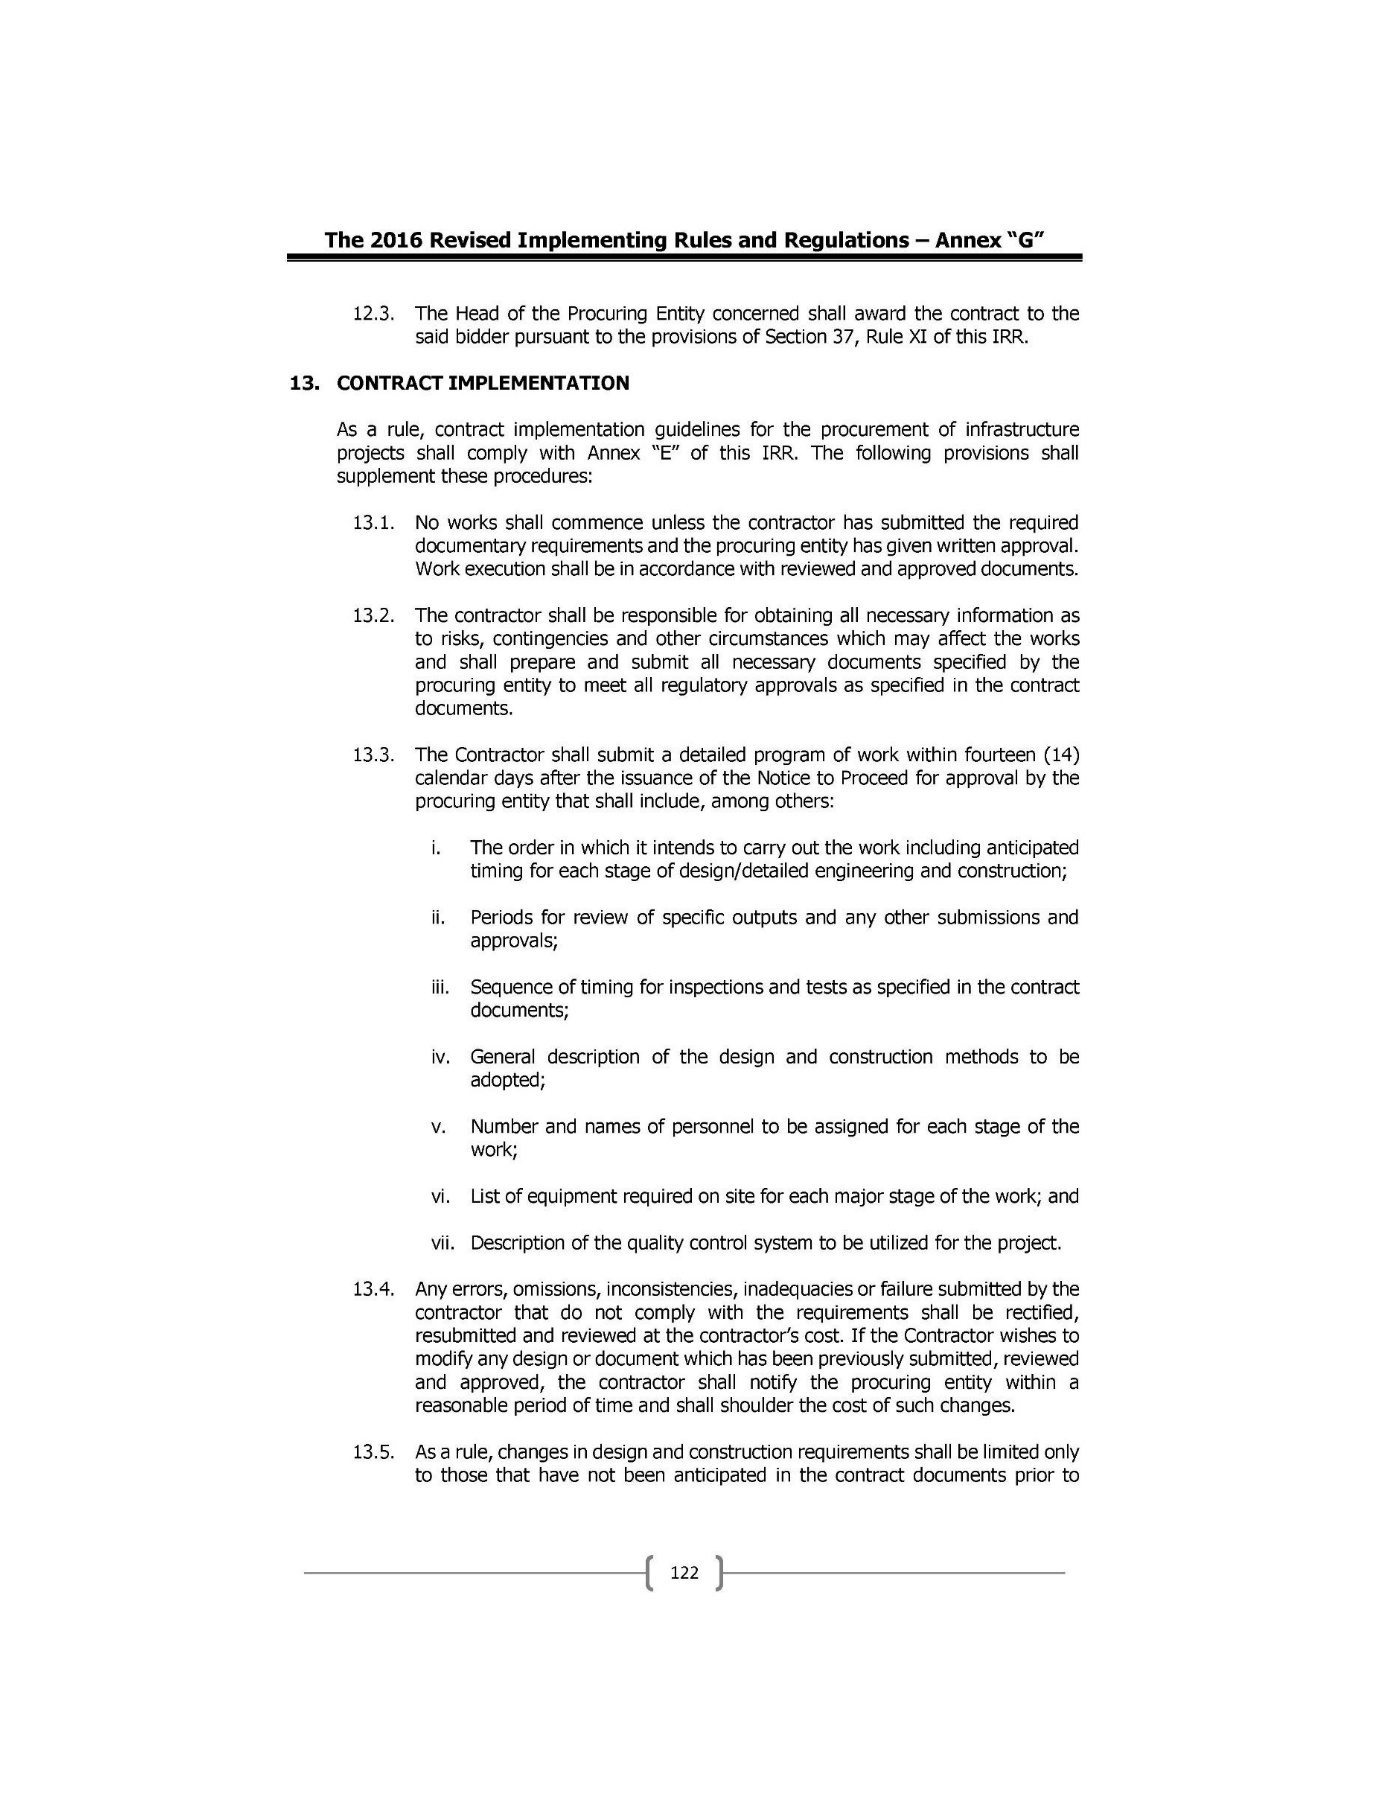 The 2016 Revised Implementing Rules and Regulations – Annex “G”
12.3. The Head of the Procuring Entity concerned shall award the contract to the
said bidder pursuant to the provisions of Section 37, Rule XI of this IRR.
13. CONTRACT IMPLEMENTATION
As a rule, contract implementation guidelines for the procurement of infrastructure
projects shall comply with Annex “E” of this IRR. The following provisions shall
supplement these procedures:
13.1. No works shall commence unless the contractor has submitted the required
documentary requirements and the procuring entity has given written approval.
Work execution shall be in accordance with reviewed and approved documents.
13.2. The contractor shall be responsible for obtaining all necessary information as
to risks, contingencies and other circumstances which may affect the works
and shall prepare and submit all necessary documents specified by the
procuring entity to meet all regulatory approvals as specified in the contract
documents.
13.3. The Contractor shall submit a detailed program of work within fourteen (14)
calendar days after the issuance of the Notice to Proceed for approval by the
procuring entity that shall include, among others:
i. The order in which it intends to carry out the work including anticipated
timing for each stage of design/detailed engineering and construction;
ii. Periods for review of specific outputs and any other submissions and
approvals;
iii. Sequence of timing for inspections and tests as specified in the contract
documents;
iv. General description of the design and construction methods to be
adopted;
v. Number and names of personnel to be assigned for each stage of the
work;
vi. List of equipment required on site for each major stage of the work; and
vii. Description of the quality control system to be utilized for the project.
13.4. Any errors, omissions, inconsistencies, inadequacies or failure submitted by the
contractor that do not comply with the requirements shall be rectified,
resubmitted and reviewed at the contractor’s cost. If the Contractor wishes to
modify any design or document which has been previously submitted, reviewed
and approved, the contractor shall notify the procuring entity within a
reasonable period of time and shall shoulder the cost of such changes.
13.5. As a rule, changes in design and construction requirements shall be limited only
to those that have not been anticipated in the contract documents prior to
122